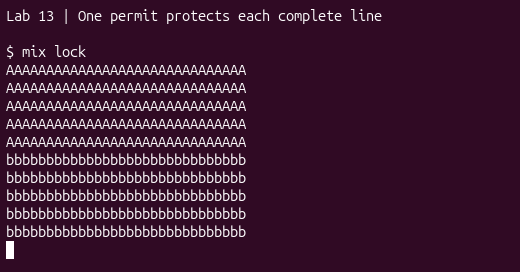 Lab 13 | One permit protects each complete line
$ mix lock
AAAAAAAAAAAAAAAAAAAAAAAAAAAAAA
AAAAAAAAAAAAAAAAAAAAAAAAAAAAAA
AAAAAAAAAAAAAAAAAAAAAAAAAAAAAA
AAAAAAAAAAAAAAAAAAAAAAAAAAAAAA
AAAAAAAAAAAAAAAAAAAAAAAAAAAAAA
bbbbbbbbbbbbbbbbbbbbbbbbbbbbbb
bbbbbbbbbbbbbbbbbbbbbbbbbbbbbb
bbbbbbbbbbbbbbbbbbbbbbbbbbbbbb
bbbbbbbbbbbbbbbbbbbbbbbbbbbbbb
bbbbbbbbbbbbbbbbbbbbbbbbbbbbbb